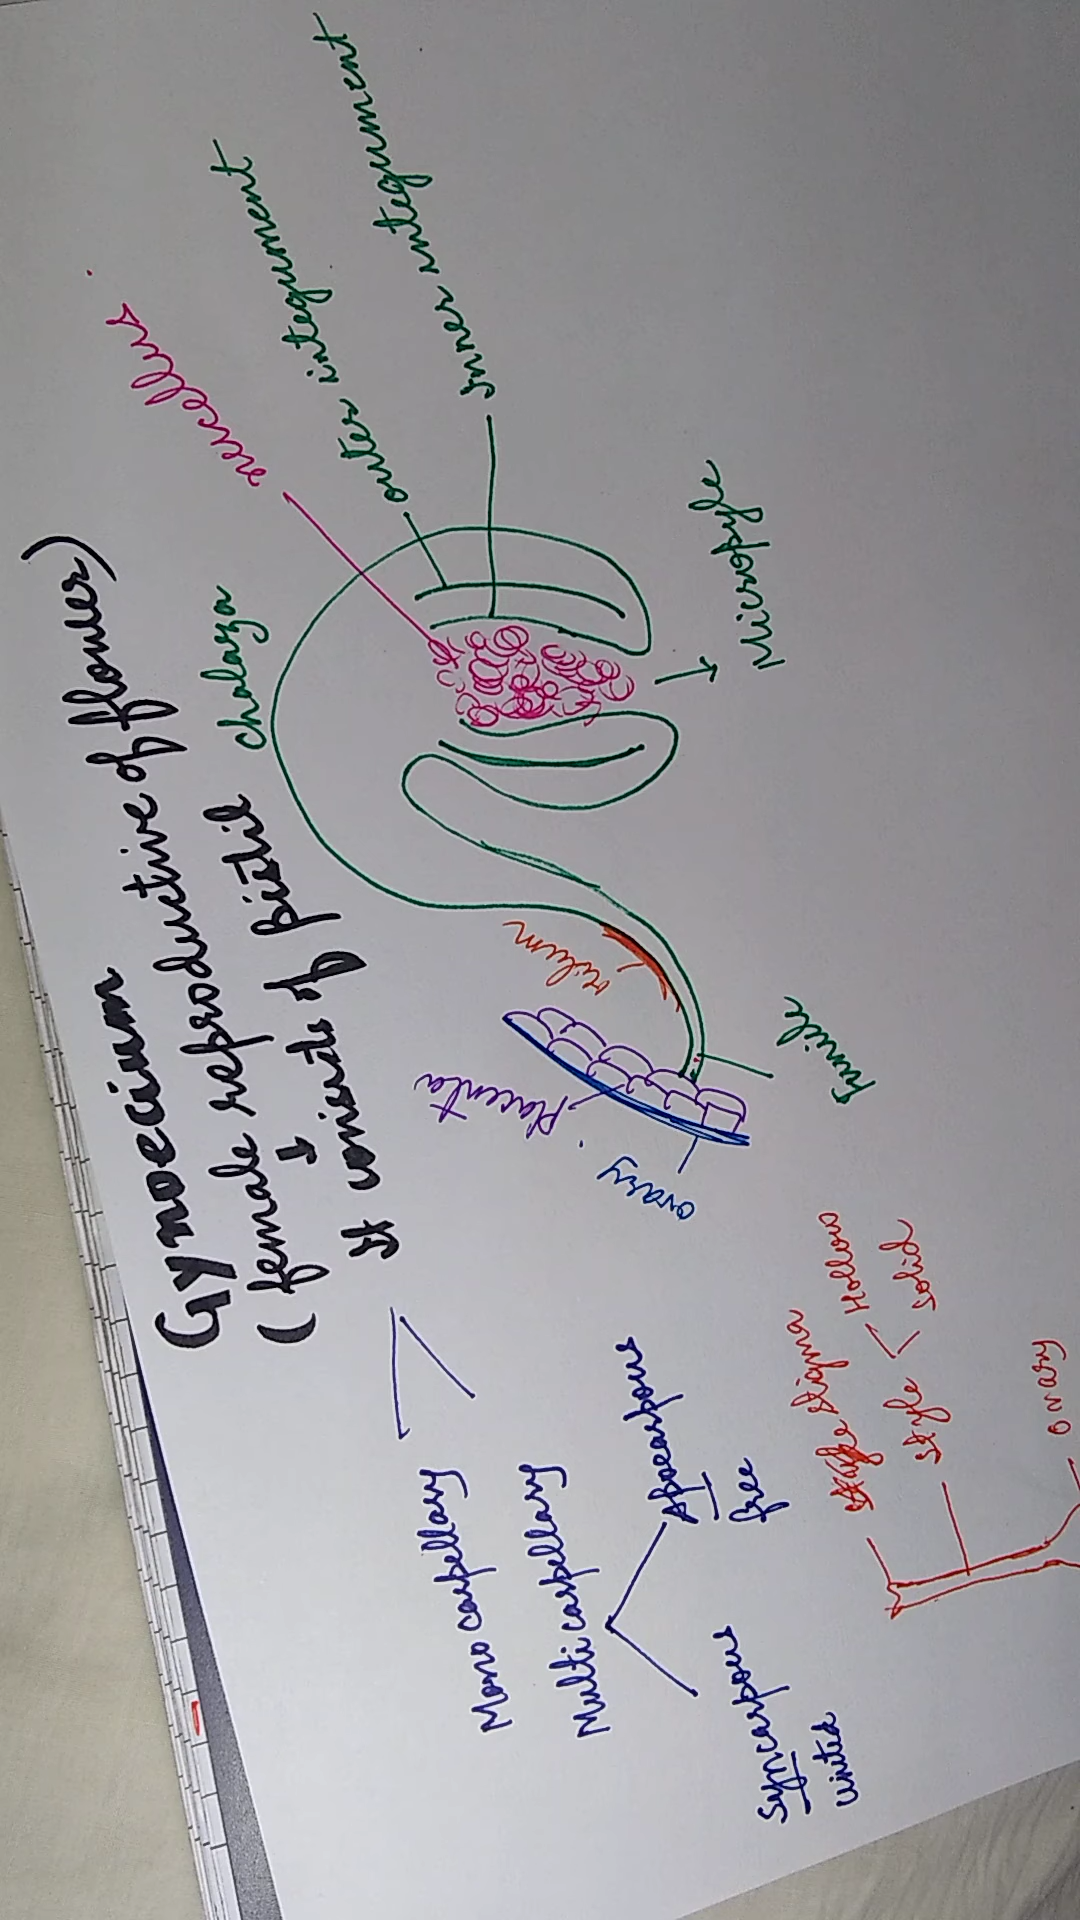 Gynoecium
(female reproductive of flower)
↓
It consists of pistil
Mono carpellary
Multi carpellary
Syncarpous
United
Apocarpous
free
Stigma
Style < Hollow
Solid
Ovary
chalaza
nucellus
outer integument
Inner integument
Micropyle
hilum
Placenta
ovary
Funicle